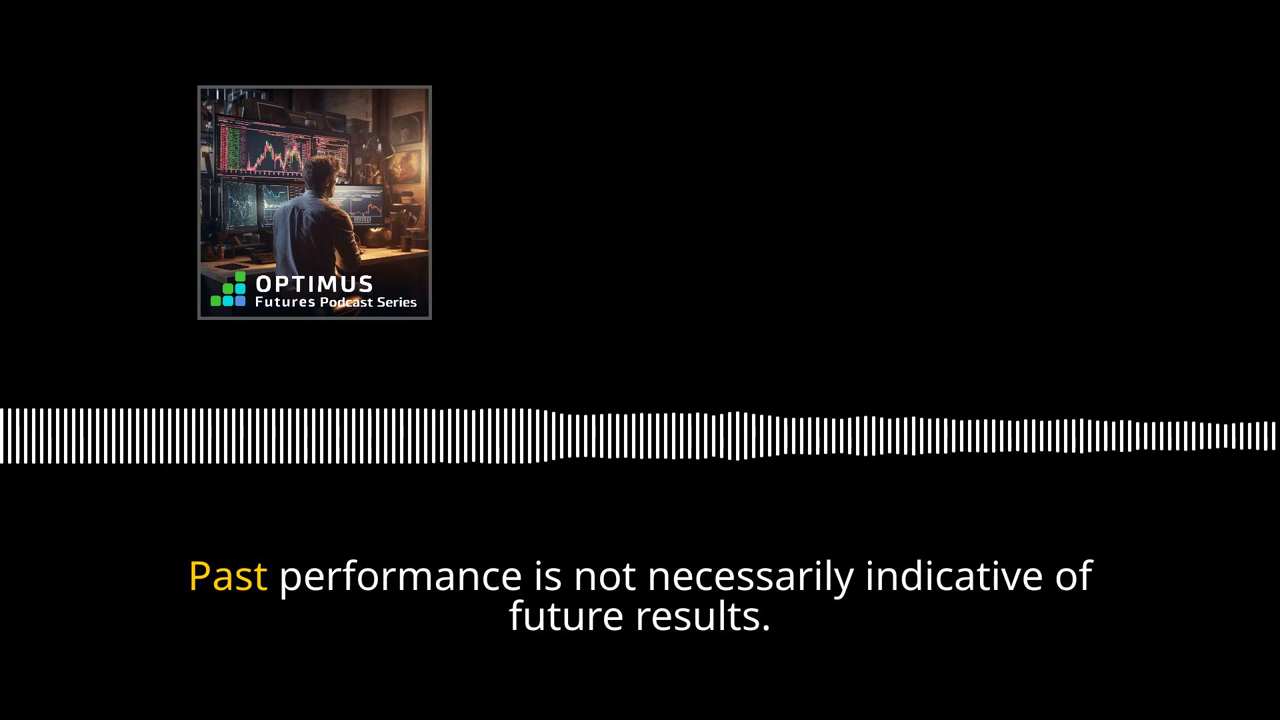 OPTIMUS
Futures Podcast Series
Past performance is not necessarily indicative of
future results.